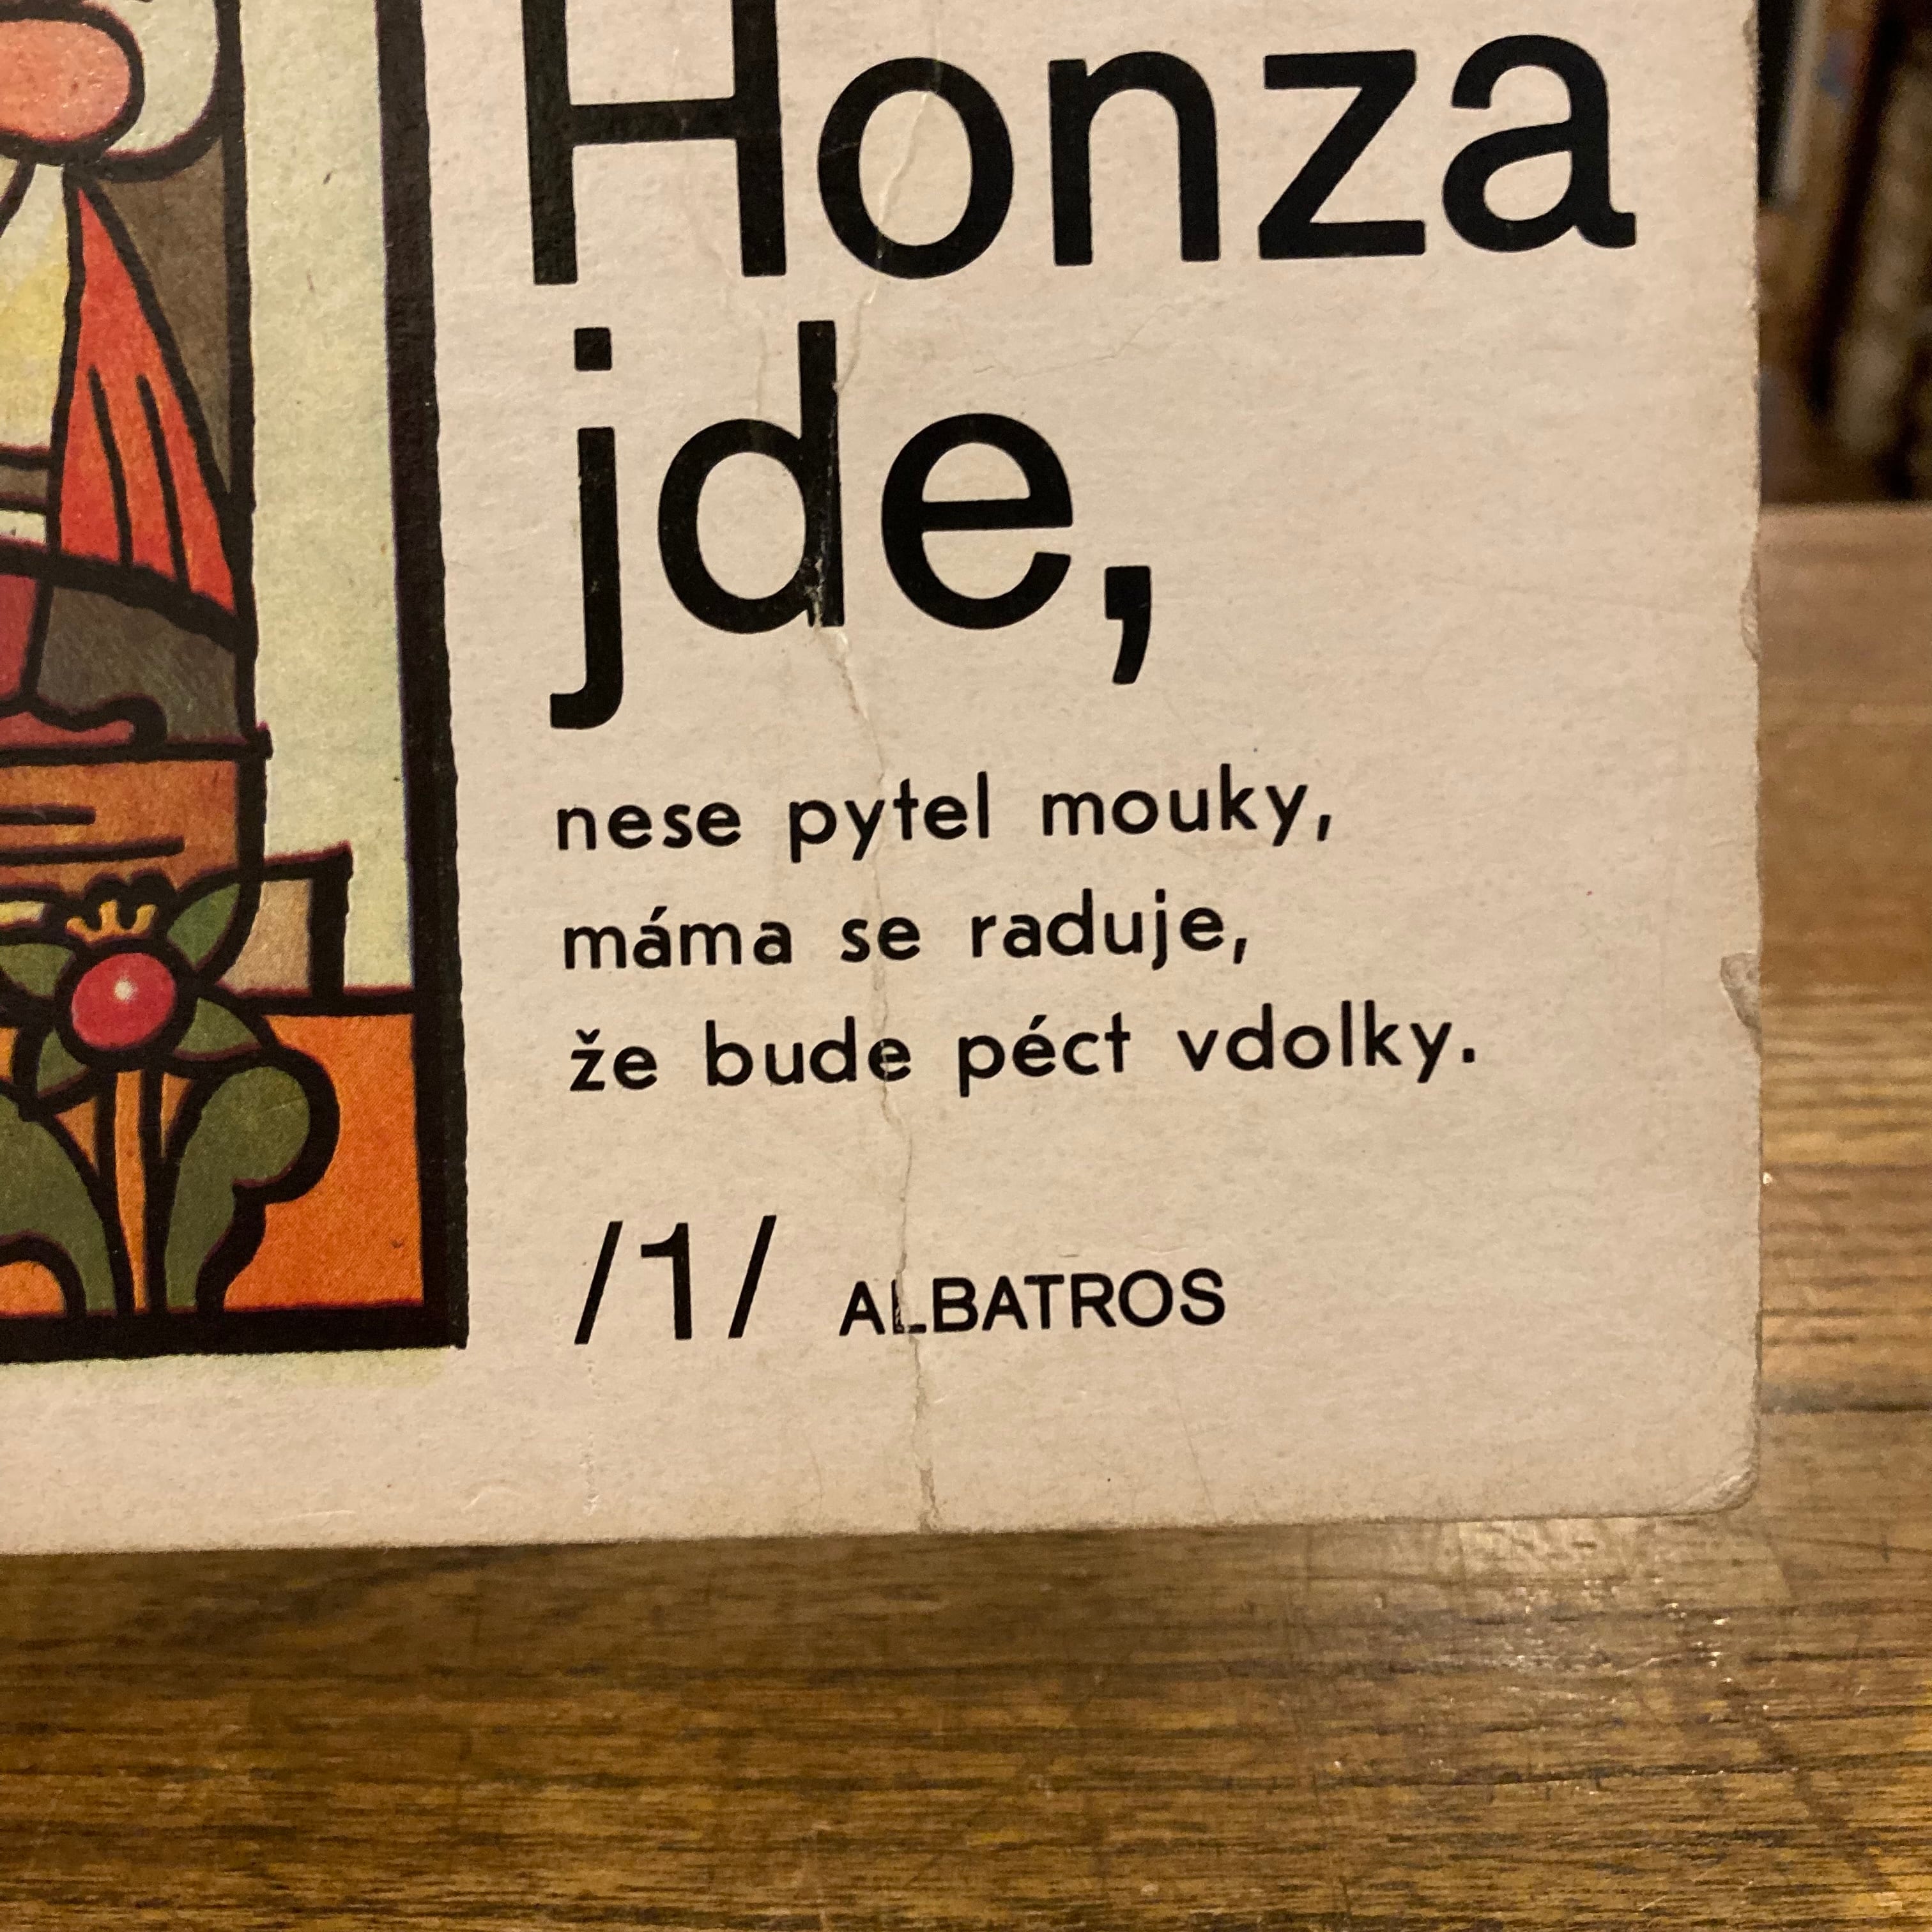 Honza
jde,
nese pytel mouky,
máma se raduje,
že bude péct vdolky.
/1/ ALBATROS